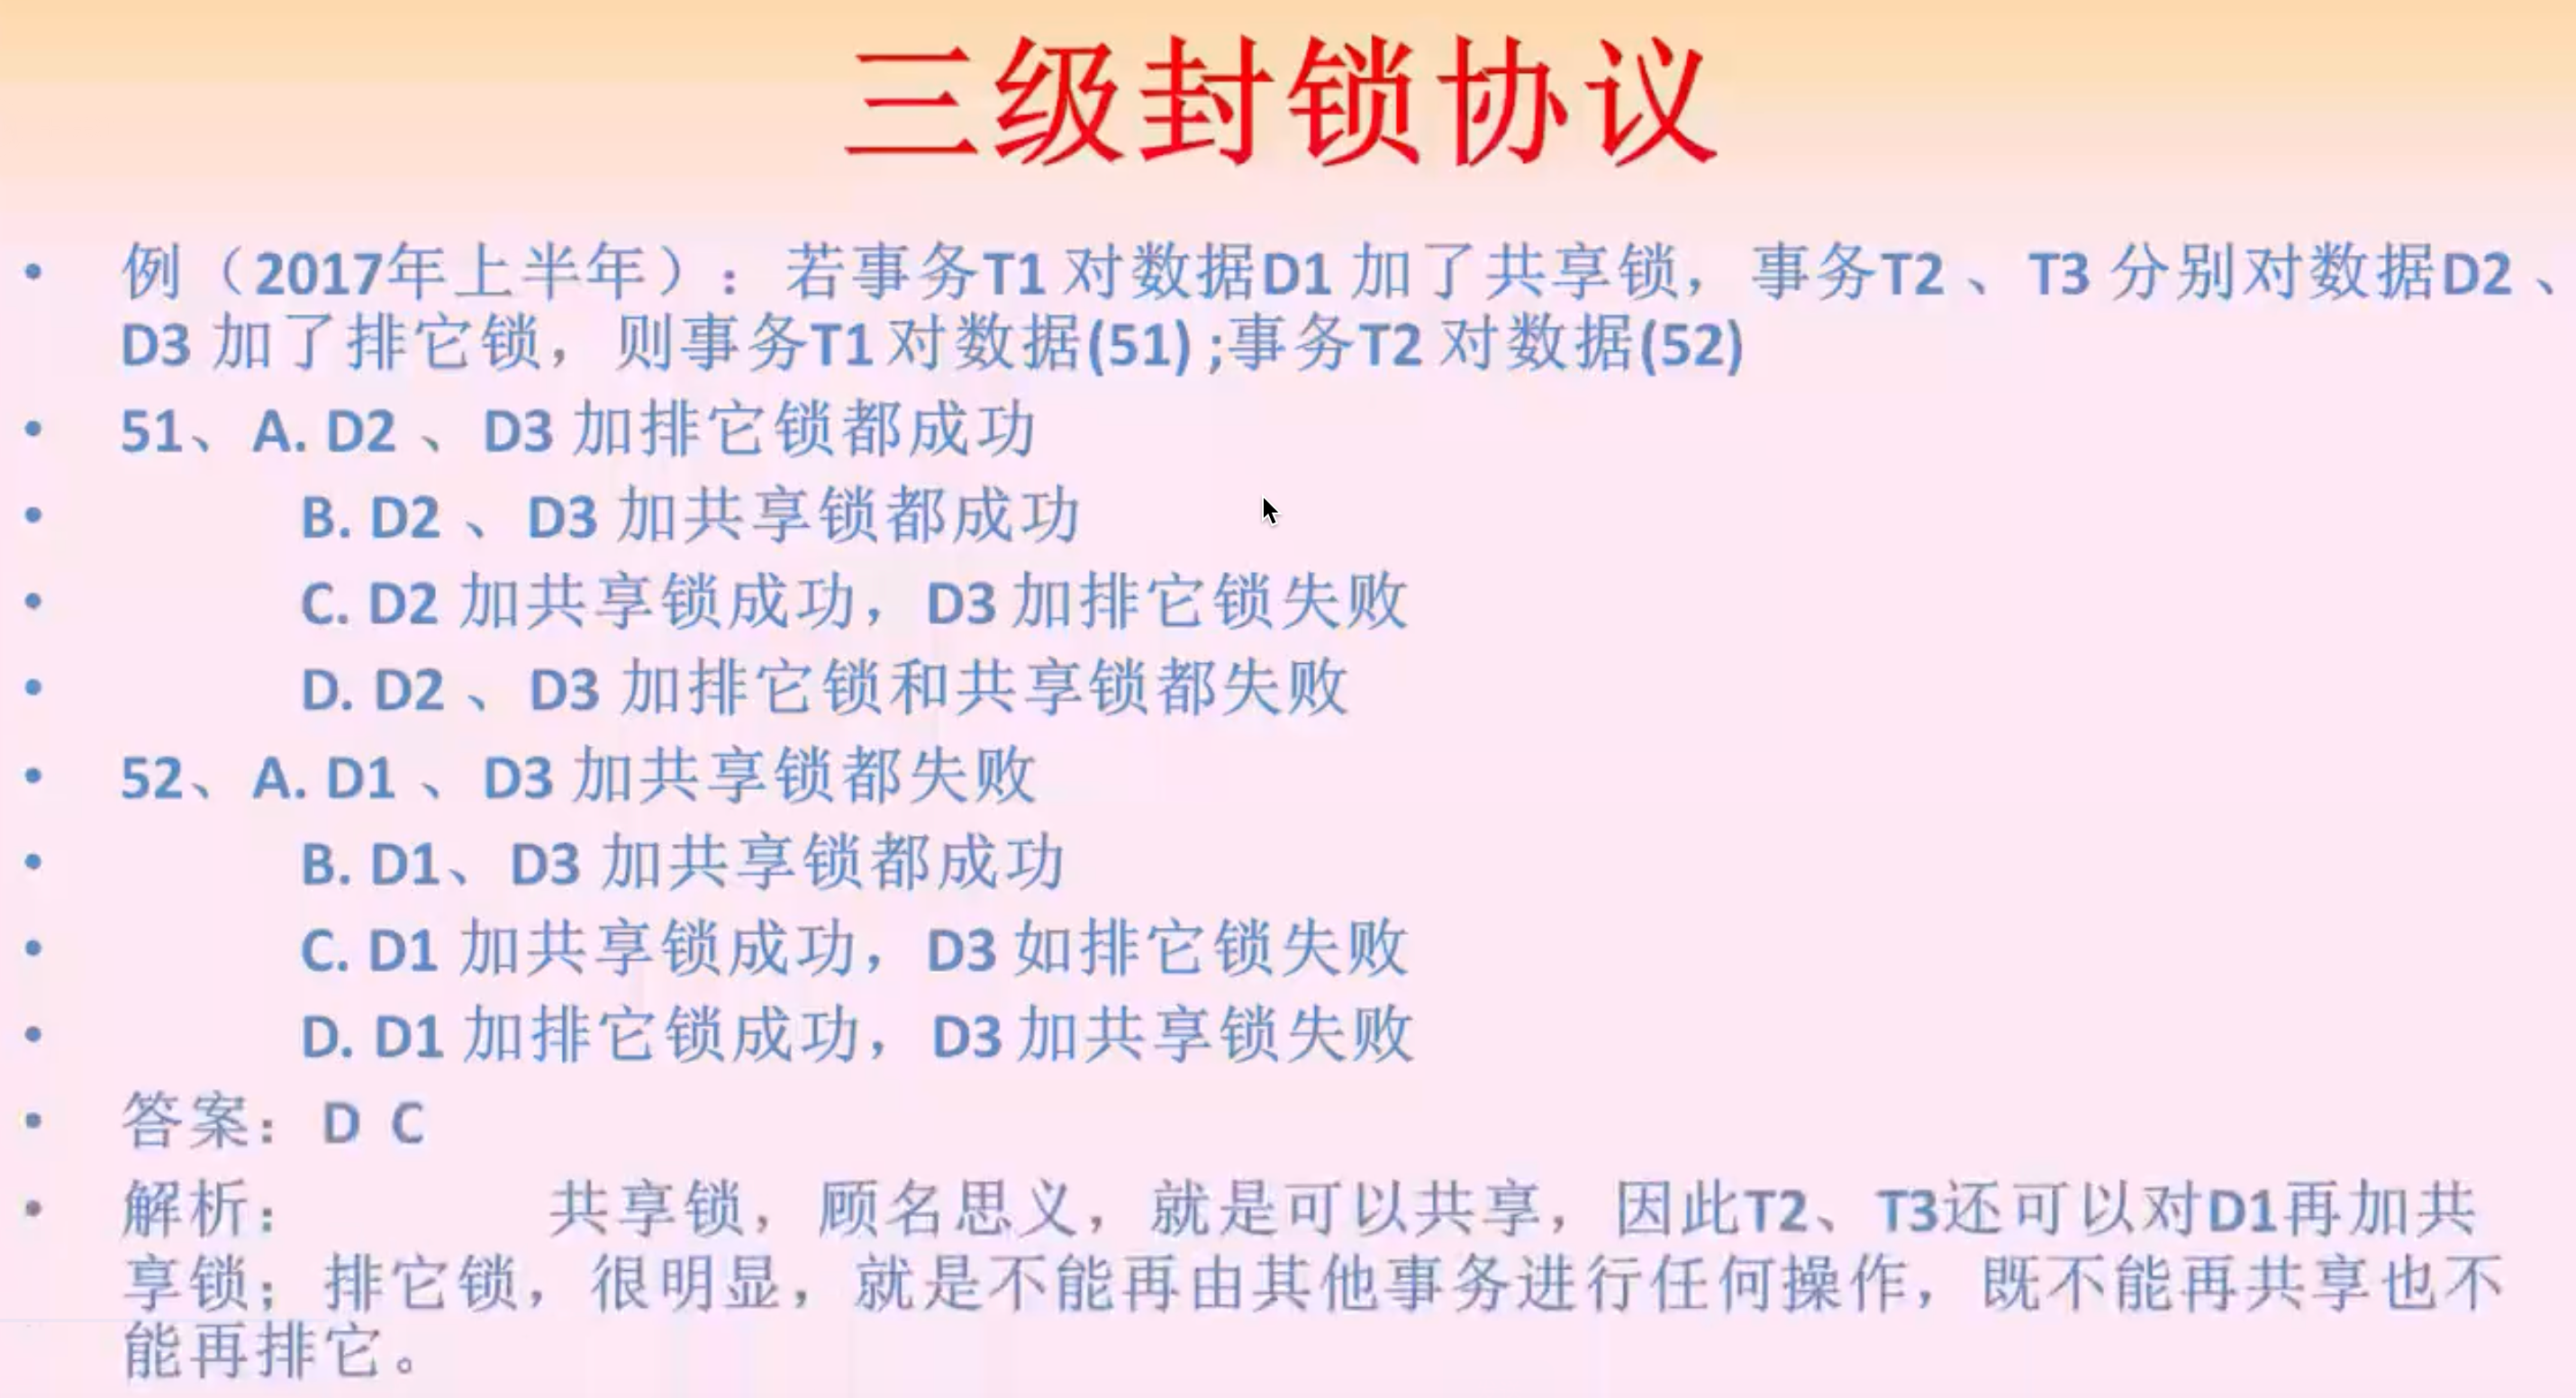 三级封锁协议
• 例（2017年上半年）：若事务T1 对数据D1 加了共享锁，事务T2 、T3 分别对数据D2 、
D3 加了排它锁，则事务T1 对数据(51) ;事务T2 对数据(52)
• 51、A. D2 、D3 加排它锁都成功
• B. D2 、D3 加共享锁都成功
• C. D2 加共享锁成功，D3 加排它锁失败
• D. D2 、D3 加排它锁和共享锁都失败
• 52、A. D1 、D3 加共享锁都失败
• B. D1、D3 加共享锁都成功
• C. D1 加共享锁成功，D3 如排它锁失败
• D. D1 加排它锁成功，D3 加共享锁失败
• 答案：D C
• 解析： 共享锁，顾名思义，就是可以共享，因此T2、T3还可以对D1再加共
享锁；排它锁，很明显，就是不能再由其他事务进行任何操作，既不能再共享也不
能再排它。